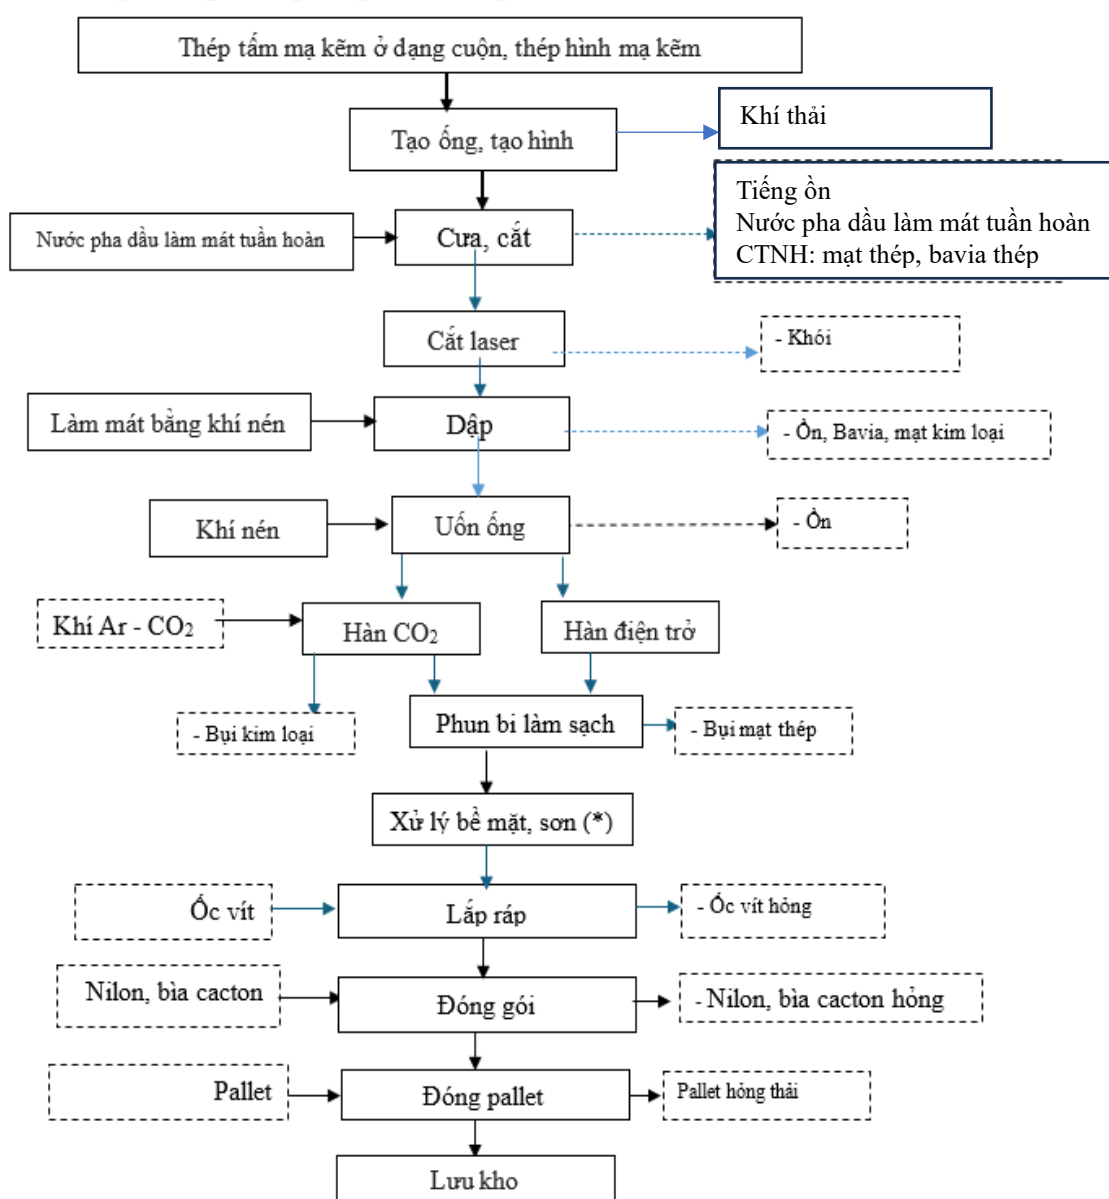 Thép tấm mạ kẽm ở dạng cuộn, thép hình mạ kẽm
Khí thải
Tạo ống, tạo hình
Tiếng ồn
Nước pha dầu làm mát tuần hoàn
CTNH: mạt thép, bavia thép
Nước pha dầu làm mát tuần hoàn
Cưa, cắt
Cắt laser
- Khói
Làm mát bằng khí nén
Dập
- Ồn, Bavia, mạt kim loại
Khí nén
Uốn ống
- Ồn
Khí Ar - CO₂
Hàn CO₂
Hàn điện trở
- Bụi kim loại
Phun bi làm sạch
- Bụi mạt thép
Xử lý bề mặt, sơn (*)
Ốc vít
Lắp ráp
- Ốc vít hỏng
Nilon, bìa cacton
Đóng gói
- Nilon, bìa cacton hỏng
Pallet
Đóng pallet
Pallet hỏng thải
Lưu kho